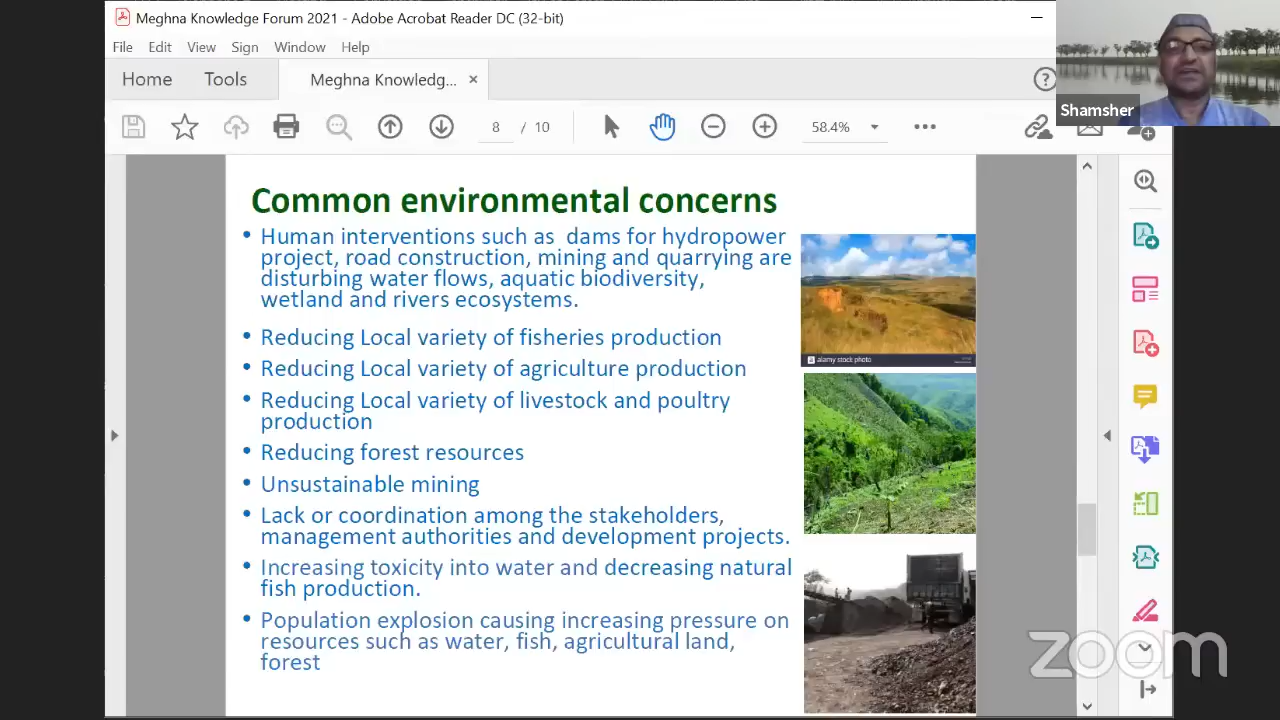 Meghna Knowledge Forum 2021 - Adobe Acrobat Reader DC (32-bit)
File Edit View Sign Window Help
Home Tools Meghna Knowledg... ×
8 / 10 58.4%
Shamsher
Common environmental concerns
• Human interventions such as dams for hydropower
project, road construction, mining and quarrying are
disturbing water flows, aquatic biodiversity,
wetland and rivers ecosystems.
• Reducing Local variety of fisheries production
• Reducing Local variety of agriculture production
• Reducing Local variety of livestock and poultry
production
• Reducing forest resources
• Unsustainable mining
• Lack or coordination among the stakeholders,
management authorities and development projects.
• Increasing toxicity into water and decreasing natural
fish production.
• Population explosion causing increasing pressure on
resources such as water, fish, agricultural land,
forest
alamy stock photo
zoom